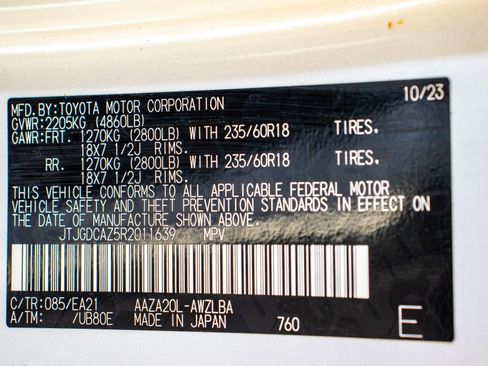 MFD.BY:TOYOTA MOTOR CORPORATION 10/23
GVWR:2205KG (4860LB)
GAWR:FRT. 1270KG (2800LB) WITH 235/60R18 TIRES.
18X7 1/2J RIMS.
RR. 1270KG (2800LB) WITH 235/60R18 TIRES.
18X7 1/2J RIMS.
THIS VEHICLE CONFORMS TO ALL APPLICABLE FEDERAL MOTOR
VEHICLE SAFETY AND THEFT PREVENTION STANDARDS IN EFFECT
ON THE DATE OF MANUFACTURE SHOWN ABOVE.
JTJGDCAZ5R2011639 MPV
C/TR:085/EA21 AAZA20L-AWZLBA
A/TM: /UB80E MADE IN JAPAN 760 E